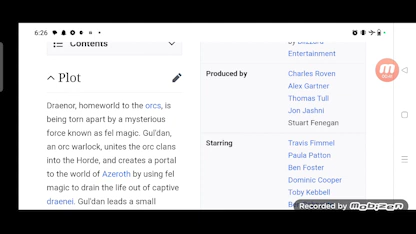 6:26
Contents
by Blizzard
Entertainment
Plot
Draenor, homeworld to the orcs, is
being torn apart by a mysterious
force known as fel magic. Gul'dan,
an orc warlock, unites the orc clans
into the Horde, and creates a portal
to the world of Azeroth by using fel
magic to drain the life out of captive
draenei. Gul'dan leads a small
Produced by
Charles Roven
Alex Gartner
Thomas Tull
Jon Jashni
Stuart Fenegan
Starring
Travis Fimmel
Paula Patton
Ben Foster
Dominic Cooper
Toby Kebbell
Recorded by Mobizen